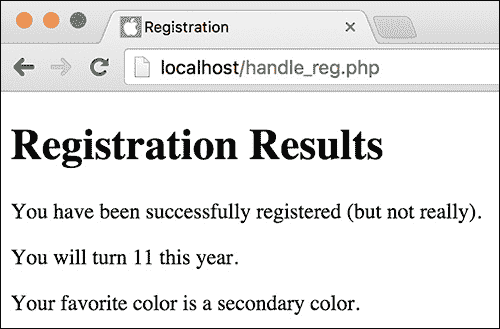 Registration
localhost/handle_reg.php
Registration Results
You have been successfully registered (but not really).
You will turn 11 this year.
Your favorite color is a secondary color.